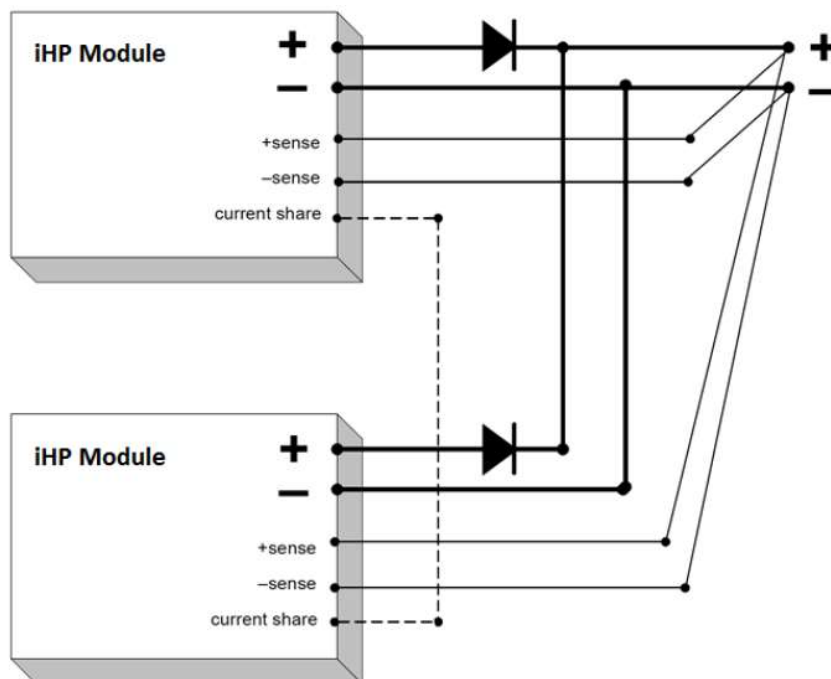 iHP Module
+
−
+sense
–sense
current share
+
−
iHP Module
+
−
+sense
–sense
current share